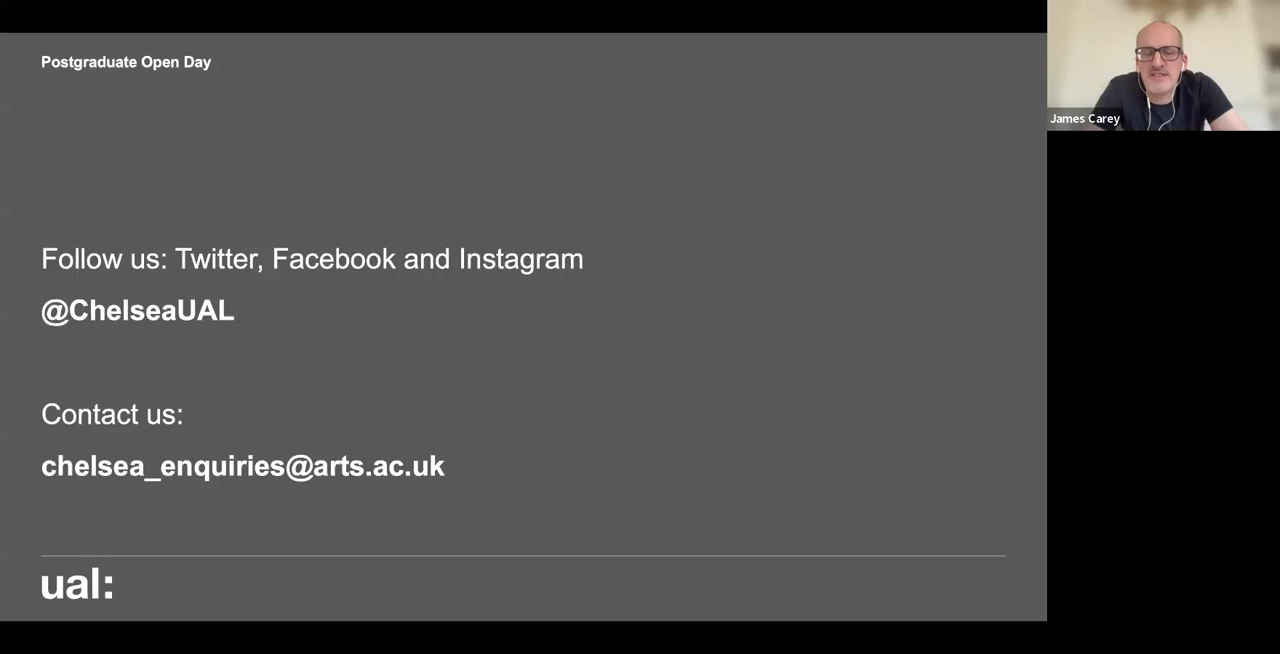 Postgraduate Open Day
James Carey
Follow us: Twitter, Facebook and Instagram
@ChelseaUAL
Contact us:
chelsea_enquiries@arts.ac.uk
ual: